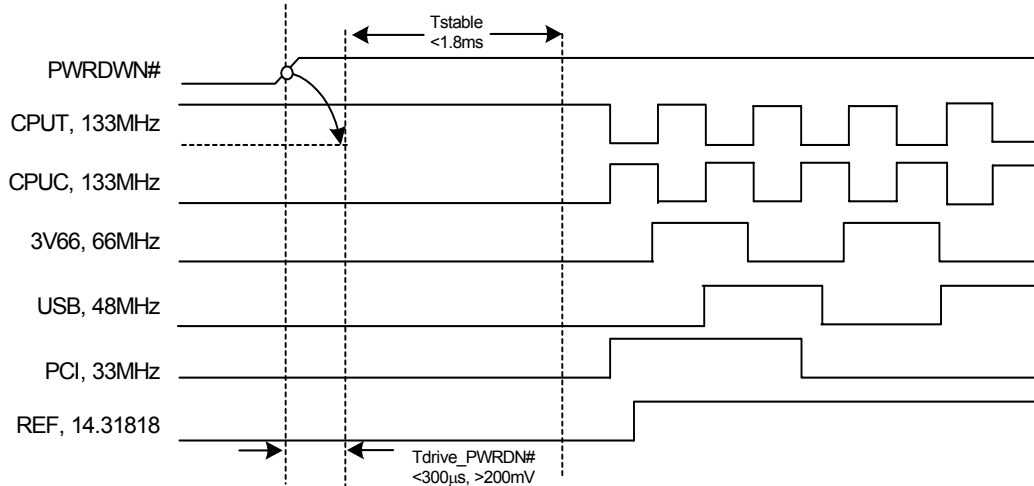 Tstable
<1.8ms
PWRDWN#
CPUT, 133MHz
CPUC, 133MHz
3V66, 66MHz
USB, 48MHz
PCI, 33MHz
REF, 14.31818
Tdrive_PWRDN#
<300μs, >200mV